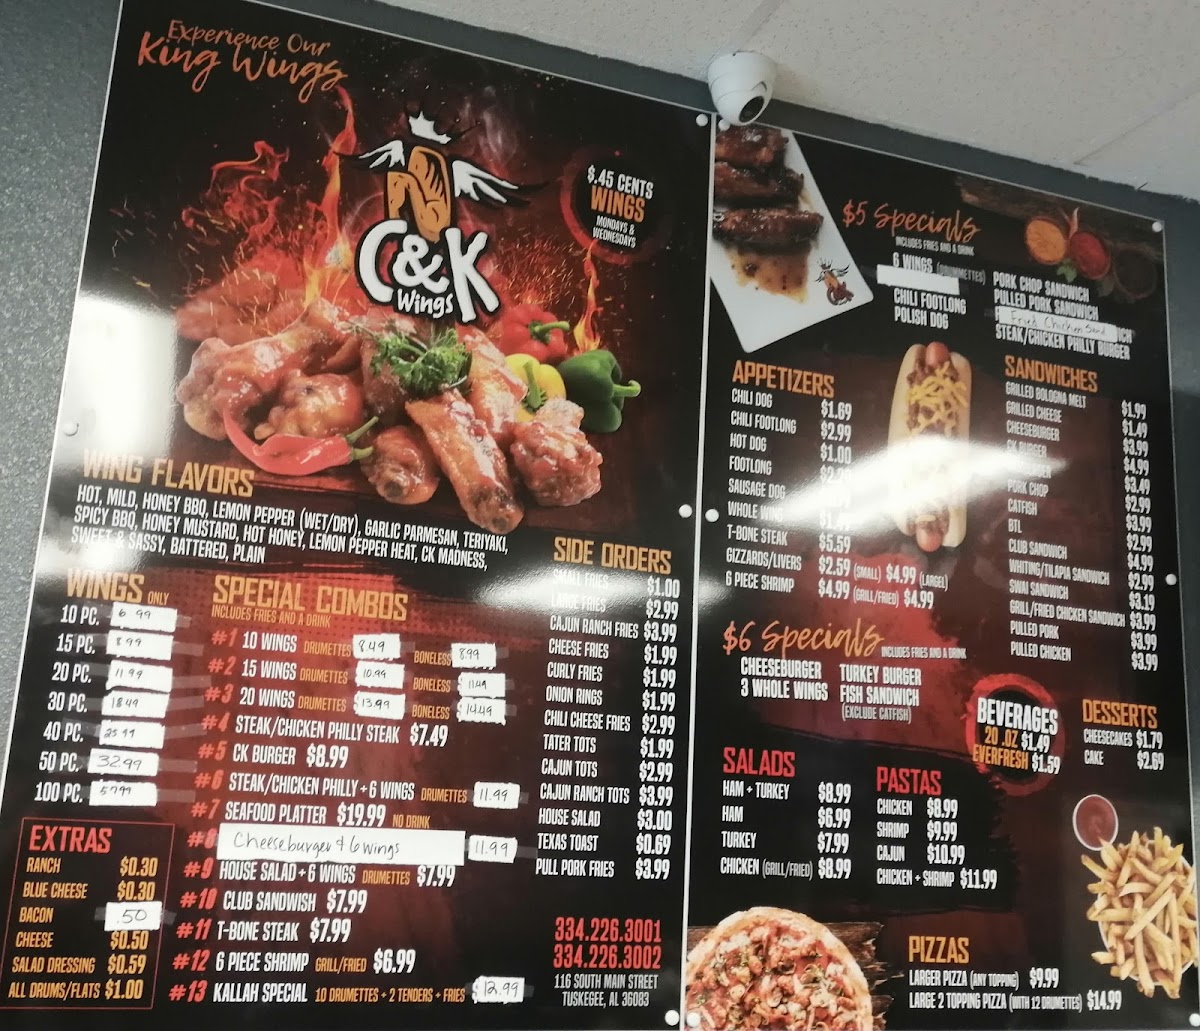 Experience Our
King Wings
C&K
Wings
$.45 CENTS
WINGS
MONDAYS &
WEDNESDAYS
WING FLAVORS
HOT, MILD, HONEY BBQ, LEMON PEPPER (WET/DRY), GARLIC PARMESAN, TERIYAKI,
SPICY BBQ, HONEY MUSTARD, HOT HONEY, LEMON PEPPER HEAT, CK MADNESS,
SWEET & SASSY, BATTERED, PLAIN
WINGS ONLY
10 PC. 6 99
15 PC. 8 99
20 PC. 11 99
30 PC. 18 49
40 PC. 25 99
50 PC. 32 99
100 PC. 57 99
EXTRAS
RANCH $0.30
BLUE CHEESE $0.30
BACON .50
CHEESE $0.50
SALAD DRESSING $0.59
ALL DRUMS/FLATS $1.00
SPECIAL COMBOS
INCLUDES FRIES AND A DRINK
#1 10 WINGS DRUMETTES 8.49 BONELESS 8.99
#2 15 WINGS DRUMETTES 10.99 BONELESS 11.49
#3 20 WINGS DRUMETTES 13.99 BONELESS 14.49
#4 STEAK/CHICKEN PHILLY STEAK $7.49
#5 CK BURGER $8.99
#6 STEAK/CHICKEN PHILLY + 6 WINGS DRUMETTES 11.99
#7 SEAFOOD PLATTER $19.99 NO DRINK
#8 Cheeseburger & 6 wings 11.99
#9 HOUSE SALAD + 6 WINGS DRUMETTES $7.99
#10 CLUB SANDWISH $7.99
#11 T-BONE STEAK $7.99
#12 6 PIECE SHRIMP GRILL/FRIED $6.99
#13 KALLAH SPECIAL 10 DRUMETTES + 2 TENDERS + FRIES $12.99
SIDE ORDERS
SMALL FRIES $1.00
LARGE FRIES $2.99
CAJUN RANCH FRIES $3.99
CHEESE FRIES $1.99
CURLY FRIES $1.99
ONION RINGS $1.99
CHILI CHEESE FRIES $2.99
TATER TOTS $1.99
CAJUN TOTS $2.99
CAJUN RANCH TOTS $3.99
HOUSE SALAD $3.00
TEXAS TOAST $0.69
PULL PORK FRIES $3.99
334.226.3001
334.226.3002
116 SOUTH MAIN STREET
TUSKEGEE, AL 36083
$5 Specials
INCLUDES FRIES AND A DRINK
6 WINGS (DRUMMETTES)
CHILI FOOTLONG
POLISH DOG
PORK CHOP SANDWICH
PULLED PORK SANDWICH
Fried Chicken Sand
STEAK/CHICKEN PHILLY BURGER
APPETIZERS
CHILI DOG $1.69
CHILI FOOTLONG $2.99
HOT DOG $1.00
FOOTLONG
SAUSAGE DOG
WHOLE WING $1.49
T-BONE STEAK $5.59
GIZZARDS/LIVERS $2.59 (SMALL) $4.99 (LARGEL)
6 PIECE SHRIMP $4.99 (GRILL/FRIED) $4.99
SANDWICHES
GRILLED BOLOGNA MELT $1.99
GRILLED CHEESE $1.49
CHEESEBURGER $3.99
CK BURGER $4.99
$3.49
PORK CHOP $2.99
CATFISH $3.99
BTL $2.99
CLUB SANDWICH $4.99
WHITING/TILAPIA SANDWICH $2.99
SWAI SANDWICH $3.19
GRILL/FRIED CHICKEN SANDWICH $3.99
PULLED PORK $3.99
PULLED CHICKEN $3.99
$6 Specials INCLUDES FRIES AND A DRINK
CHEESEBURGER
3 WHOLE WINGS
TURKEY BURGER
FISH SANDWICH
(EXCLUDE CATFISH)
BEVERAGES
20 .OZ $1.49
EVERFRESH $1.59
DESSERTS
CHEESECAKES $1.79
CAKE $2.69
SALADS
HAM + TURKEY $8.99
HAM $6.99
TURKEY $7.99
CHICKEN (GRILL/FRIED) $8.99
PASTAS
CHICKEN $8.99
SHRIMP $9.99
CAJUN $10.99
CHICKEN + SHRIMP $11.99
PIZZAS
LARGER PIZZA (ANY TOPPING) $9.99
LARGE 2 TOPPING PIZZA (WITH 12 DRUMETTES) $14.99